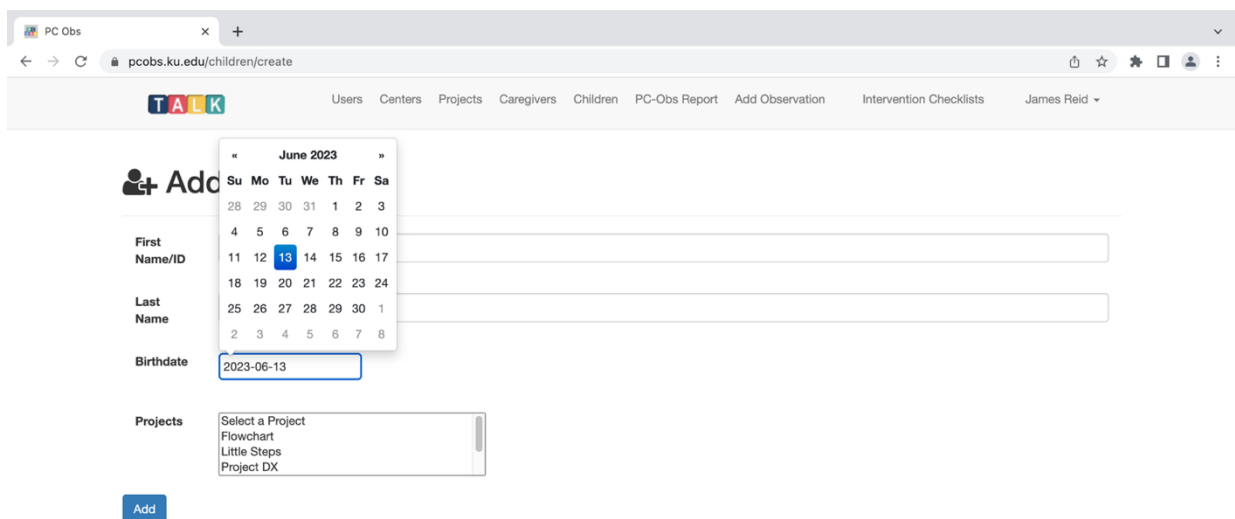 PC Obs
pcobs.ku.edu/children/create
TALK Users Centers Projects Caregivers Children PC-Obs Report Add Observation Intervention Checklists James Reid
Add
« June 2023 »
Su Mo Tu We Th Fr Sa
28 29 30 31 1 2 3
4 5 6 7 8 9 10
11 12 13 14 15 16 17
18 19 20 21 22 23 24
25 26 27 28 29 30 1
2 3 4 5 6 7 8
First
Name/ID
Last
Name
Birthdate
2023-06-13
Projects
Select a Project
Flowchart
Little Steps
Project DX
Add